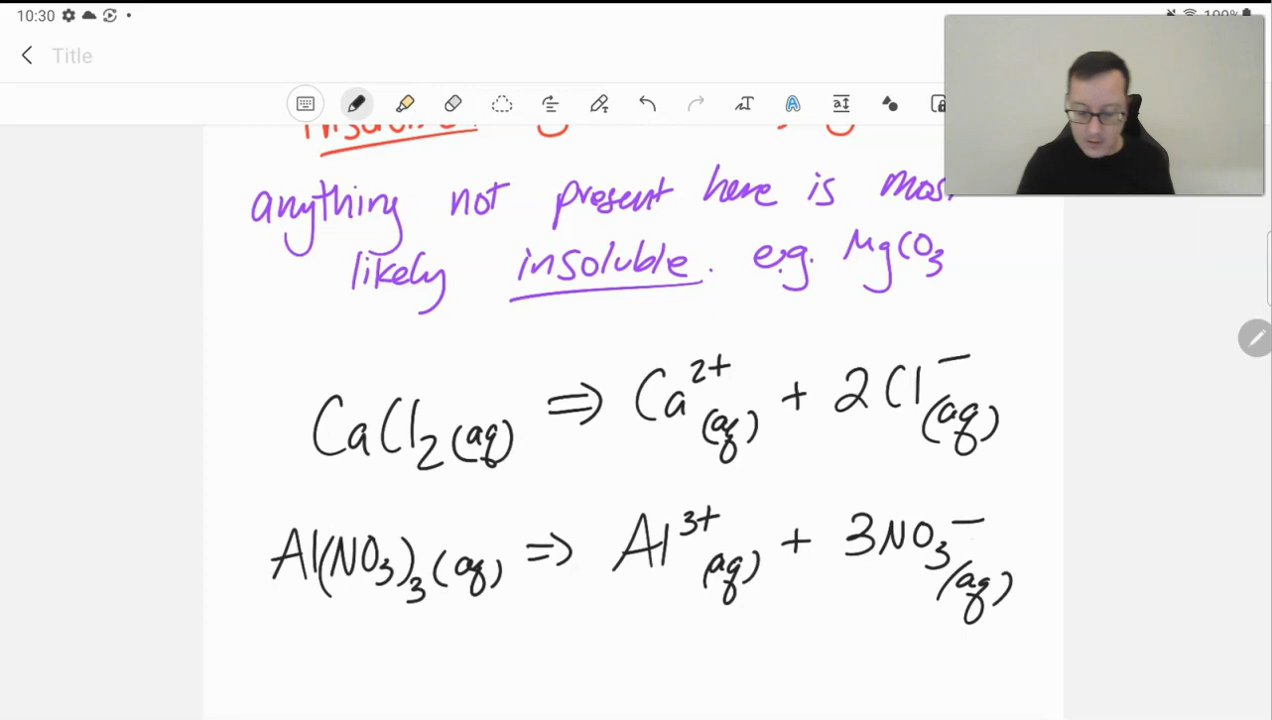 10:30
100%
Title
anything not present here is
likely insoluble. e.g. MgCO3
CaCl2(aq) ⇒ Ca2+(aq) + 2Cl−(aq)
Al(NO3)3(aq) ⇒ Al3+(aq) + 3NO3−(aq)